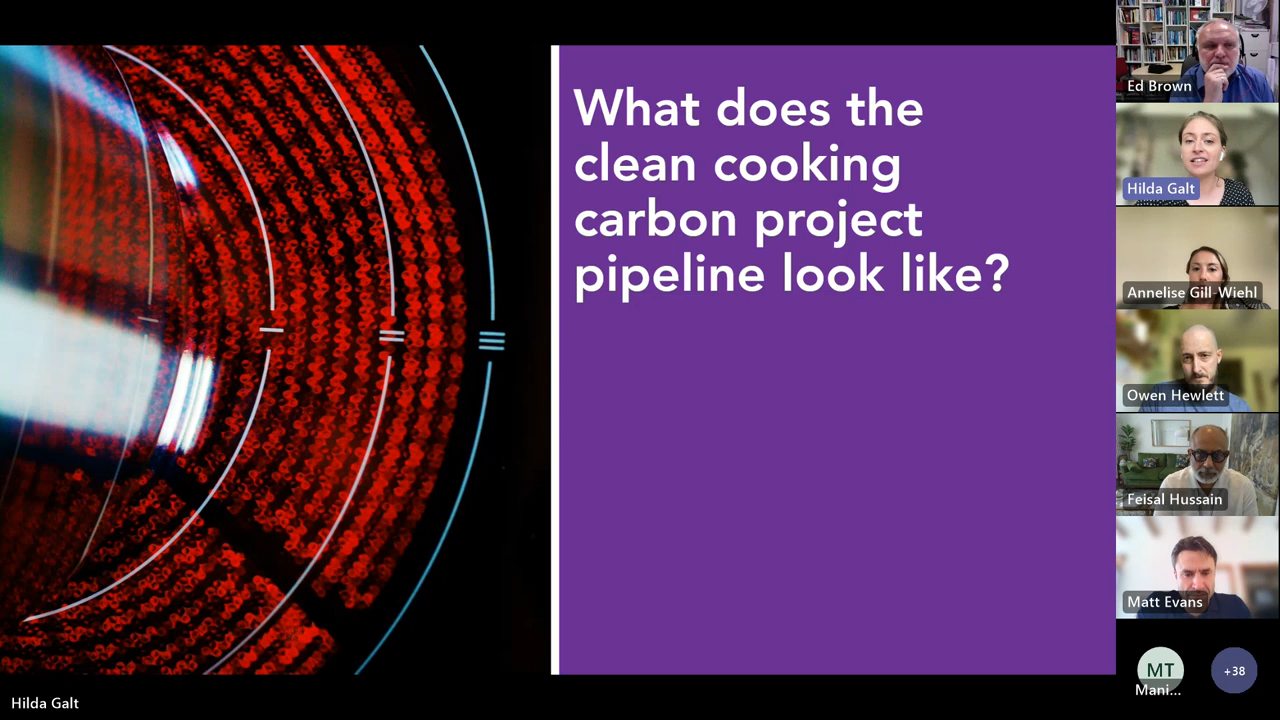 What does the
clean cooking
carbon project
pipeline look like?
Ed Brown
Hilda Galt
Annelise Gill-Wiehl
Owen Hewlett
Feisal Hussain
Matt Evans
MT
Mani...
+38
Hilda Galt